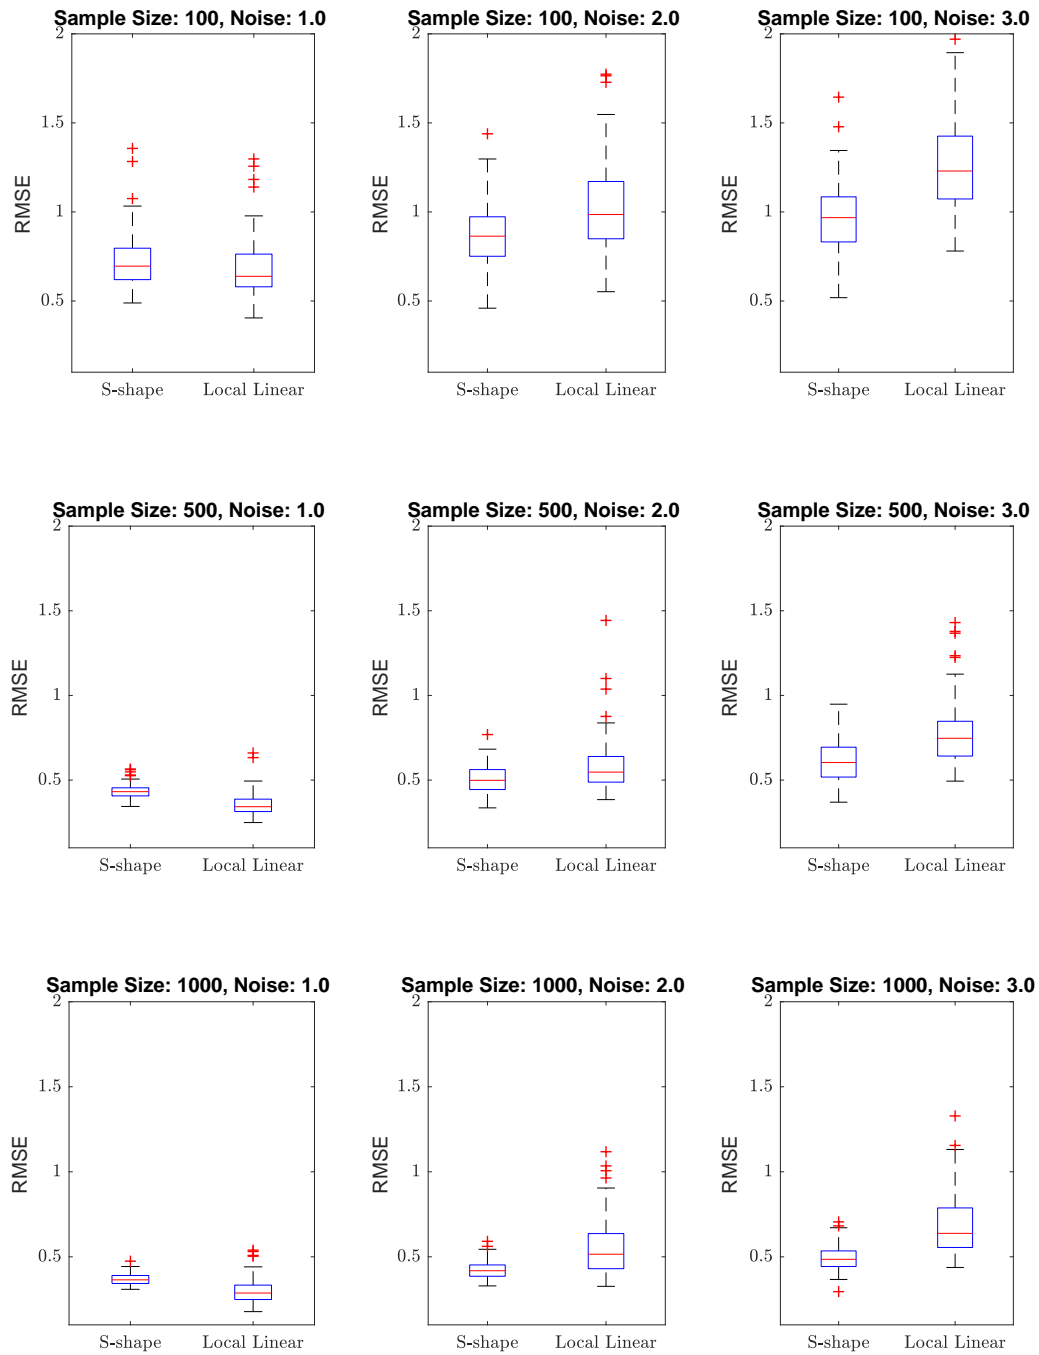 Sample Size: 100, Noise: 1.0
2
1.5
1
0.5
RMSE
S-shape Local Linear
Sample Size: 100, Noise: 2.0
2
1.5
1
0.5
RMSE
S-shape Local Linear
Sample Size: 100, Noise: 3.0
2
1.5
1
0.5
RMSE
S-shape Local Linear
Sample Size: 500, Noise: 1.0
2
1.5
1
0.5
RMSE
S-shape Local Linear
Sample Size: 500, Noise: 2.0
2
1.5
1
0.5
RMSE
S-shape Local Linear
Sample Size: 500, Noise: 3.0
2
1.5
1
0.5
RMSE
S-shape Local Linear
Sample Size: 1000, Noise: 1.0
2
1.5
1
0.5
RMSE
S-shape Local Linear
Sample Size: 1000, Noise: 2.0
2
1.5
1
0.5
RMSE
S-shape Local Linear
Sample Size: 1000, Noise: 3.0
2
1.5
1
0.5
RMSE
S-shape Local Linear